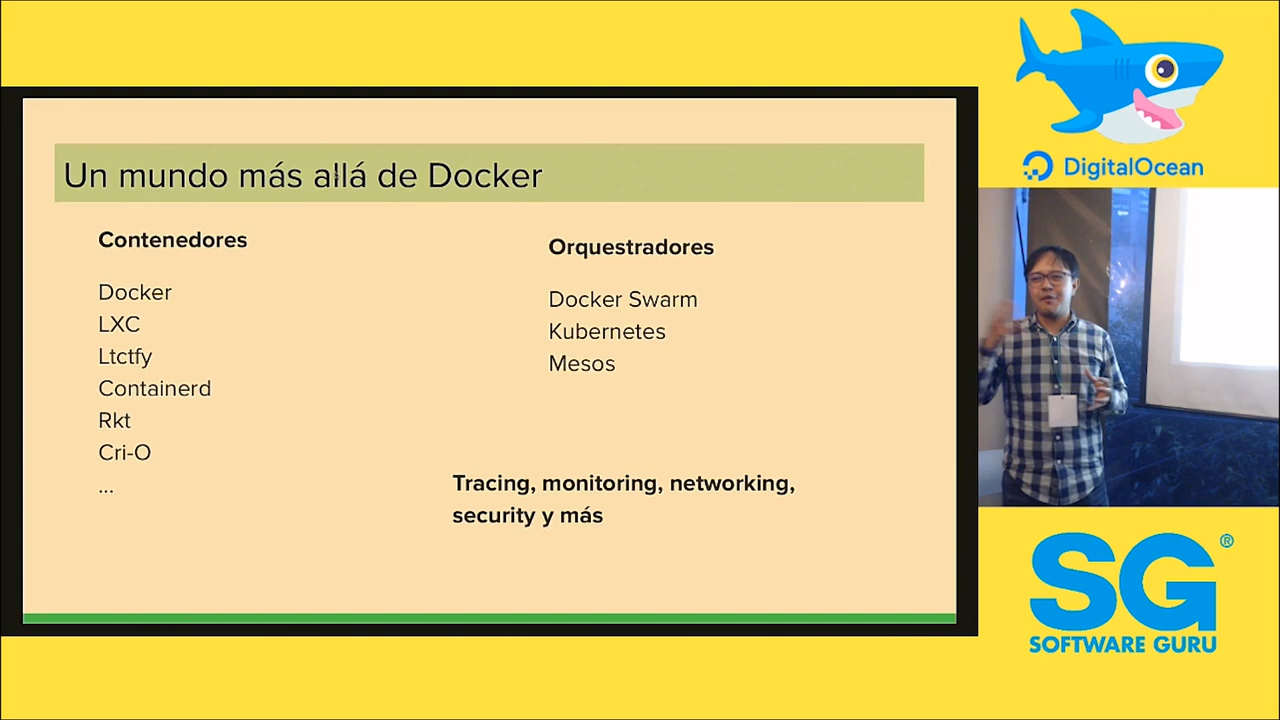 Un mundo más allá de Docker
Contenedores
Docker
LXC
Ltctfy
Containerd
Rkt
Cri-O
...
Orquestradores
Docker Swarm
Kubernetes
Mesos
Tracing, monitoring, networking,
security y más
DigitalOcean
SG®
SOFTWARE GURU